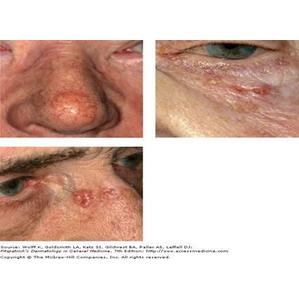 Source: Wolff K, Goldsmith LA, Katz SI, Gilchrest BA, Paller AS, Leffell DJ:
Fitzpatrick's Dermatology in General Medicine, 7th Edition: http://www.accessmedicine.com
Copyright © The McGraw-Hill Companies, Inc. All rights reserved.